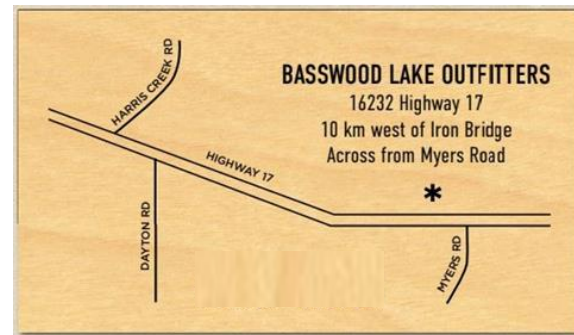 BASSWOOD LAKE OUTFITTERS
16232 Highway 17
10 km west of Iron Bridge
Across from Myers Road
*
HARRIS CREEK RD
HIGHWAY 17
DAYTON RD
MYERS RD